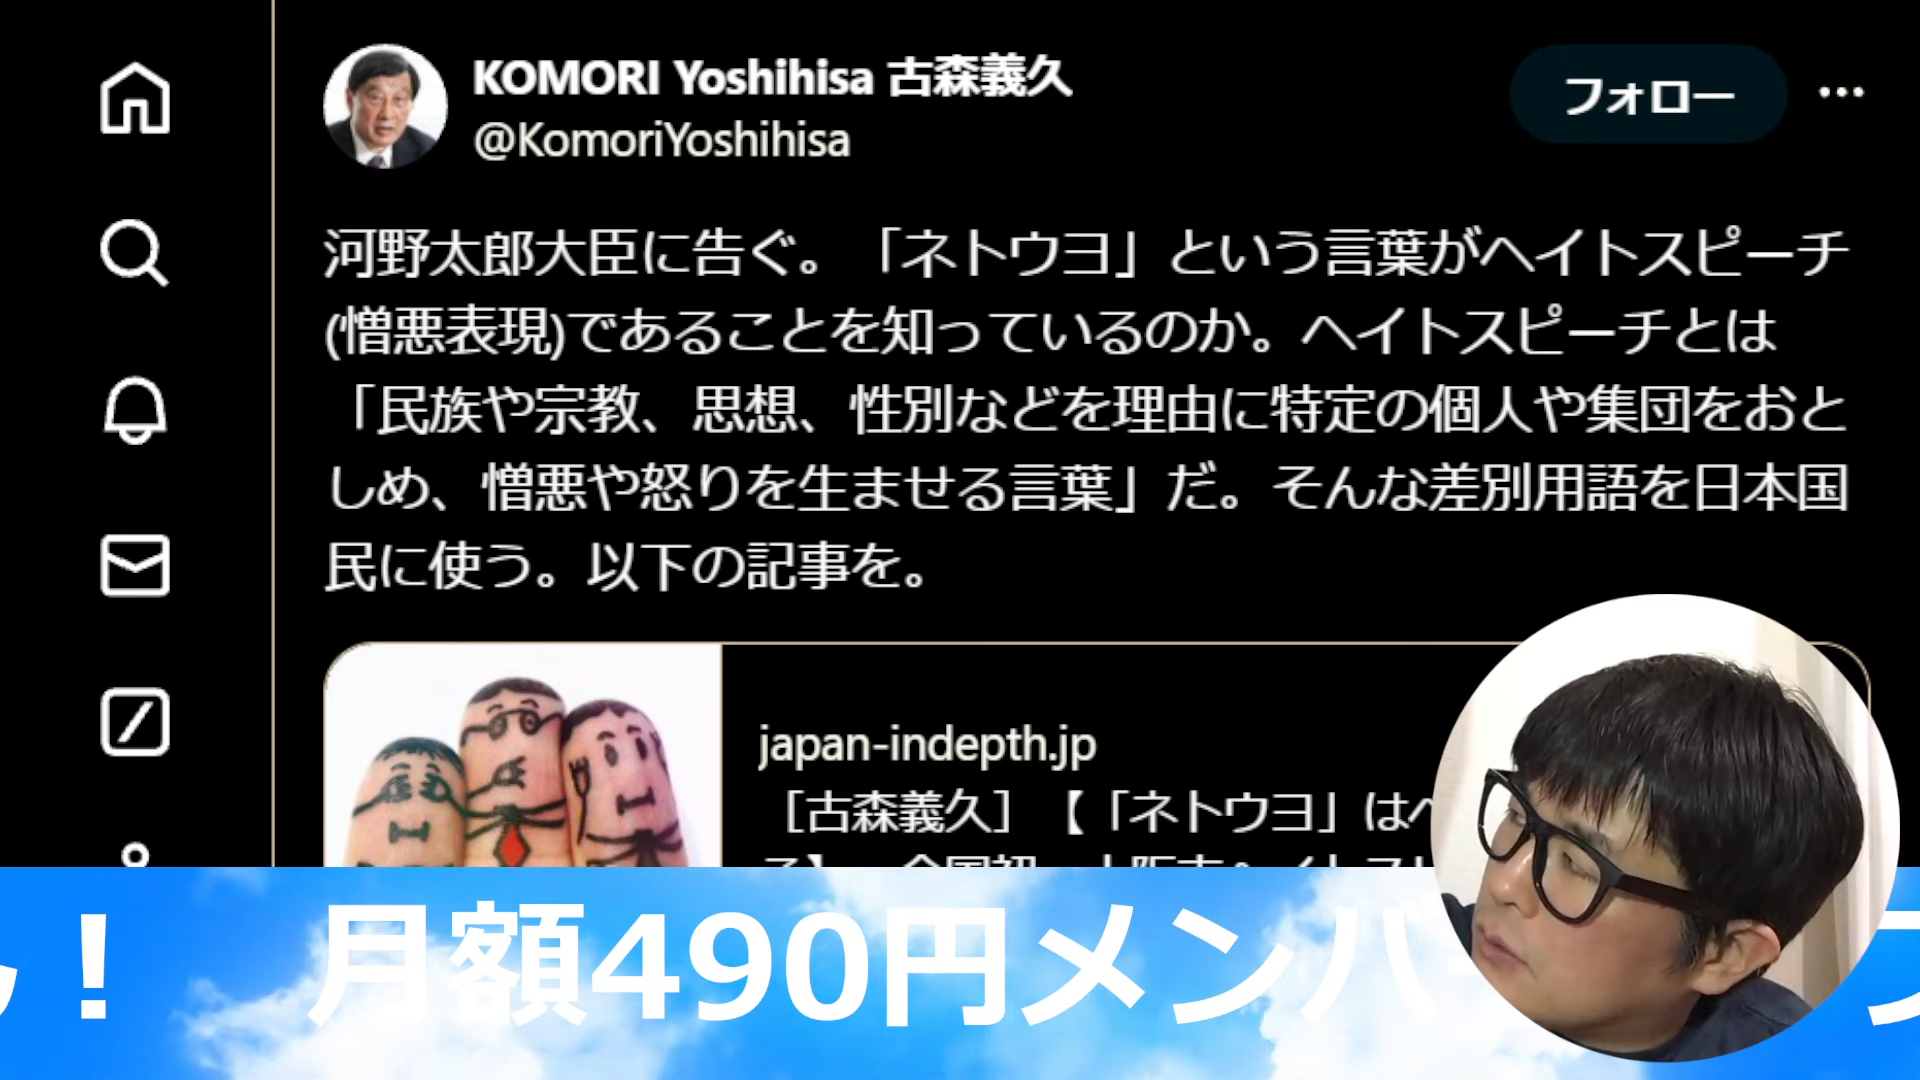 KOMORI Yoshihisa 古森義久
@KomoriYoshihisa
フォロー
河野太郎大臣に告ぐ。「ネトウヨ」という言葉がヘイトスピーチ
(憎悪表現)であることを知っているのか。ヘイトスピーチとは
「民族や宗教、思想、性別などを理由に特定の個人や集団をおと
しめ、憎悪や怒りを生ませる言葉」だ。そんな差別用語を日本国
民に使う。以下の記事を。
japan-indepth.jp
［古森義久］【「ネトウヨ」はヘ
！ 月額490円メンバ